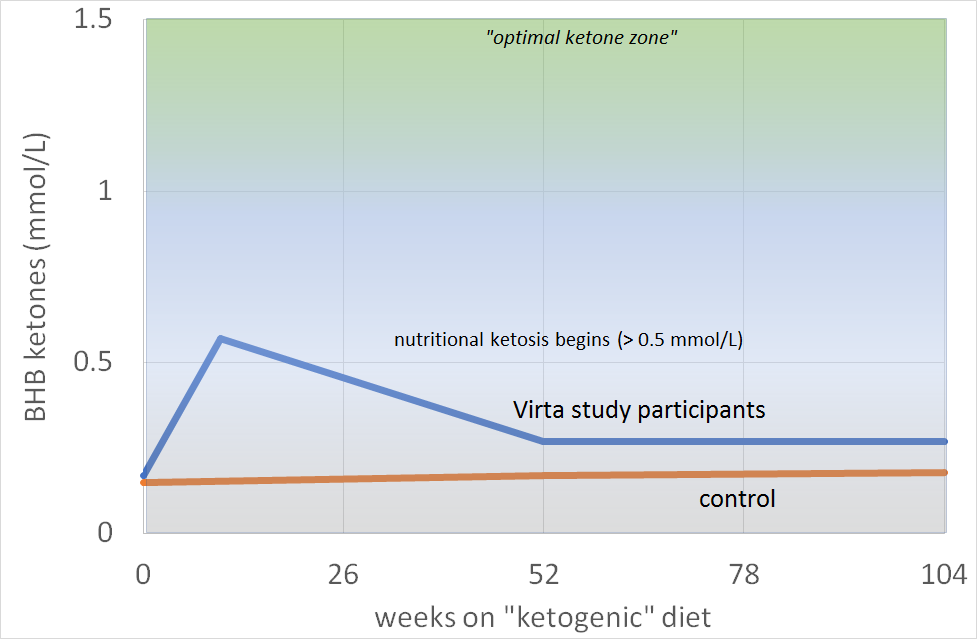 1.5
"optimal ketone zone"
1
BHB ketones (mmol/L)
nutritional ketosis begins (> 0.5 mmol/L)
0.5
Virta study participants
control
0
0 26 52 78 104
weeks on "ketogenic" diet